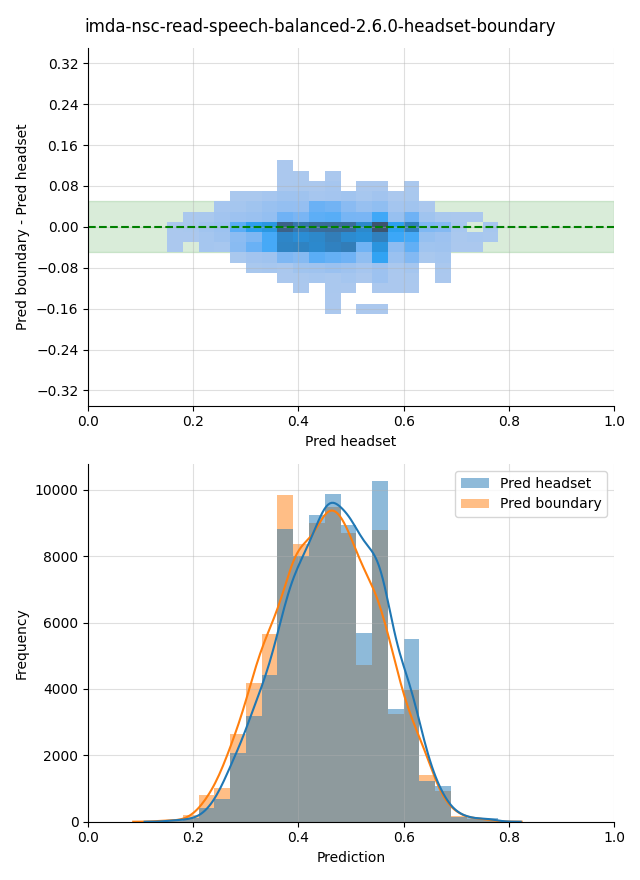 imda-nsc-read-speech-balanced-2.6.0-headset-boundary
0.32
0.24
0.16
0.08
0.00
−0.08
−0.16
−0.24
−0.32
Pred boundary - Pred headset
0.0 0.2 0.4 0.6 0.8 1.0
Pred headset
Pred headset
Pred boundary
10000
8000
6000
4000
2000
0
Frequency
0.0 0.2 0.4 0.6 0.8 1.0
Prediction